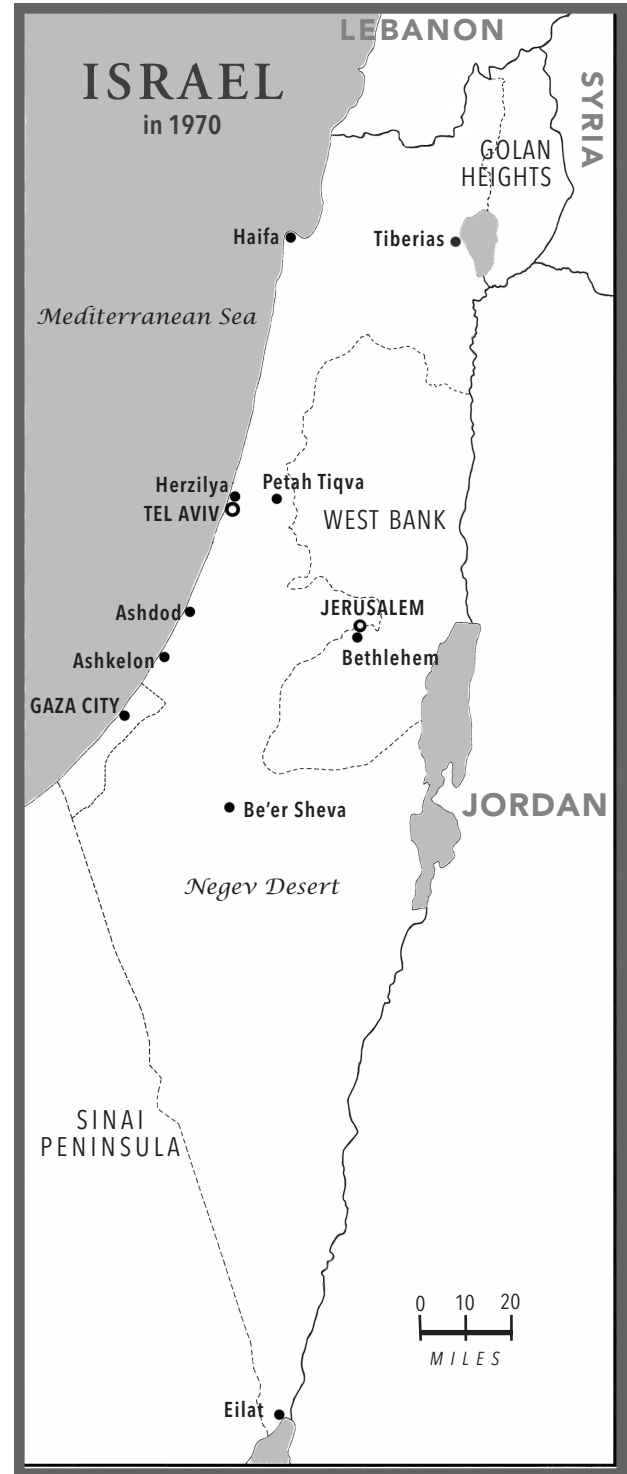 LEBANON
ISRAEL
in 1970
SYRIA
GOLAN
HEIGHTS
Haifa
Tiberias
Mediterranean Sea
Herzilya
Petah Tiqva
TEL AVIV
WEST BANK
JERUSALEM
Ashdod
Bethlehem
Ashkelon
GAZA CITY
JORDAN
Be’er Sheva
Negev Desert
SINAI
PENINSULA
0 10 20
MILES
Eilat